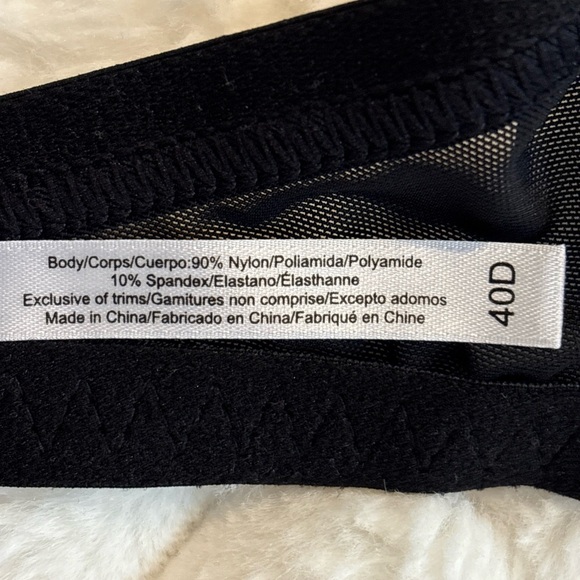 Body/Corps/Cuerpo:90% Nylon/Poliamida/Polyamide
10% Spandex/Elastano/Élasthanne
Exclusive of trims/Gamitures non comprise/Excepto adomos
Made in China/Fabricado en China/Fabriqué en Chine
40D